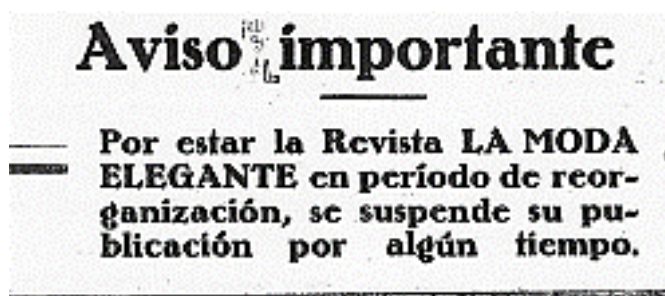 Aviso importante
Por estar la Revista LA MODA
ELEGANTE en período de reor-
ganización, se suspende su pu-
blicación por algún tiempo.